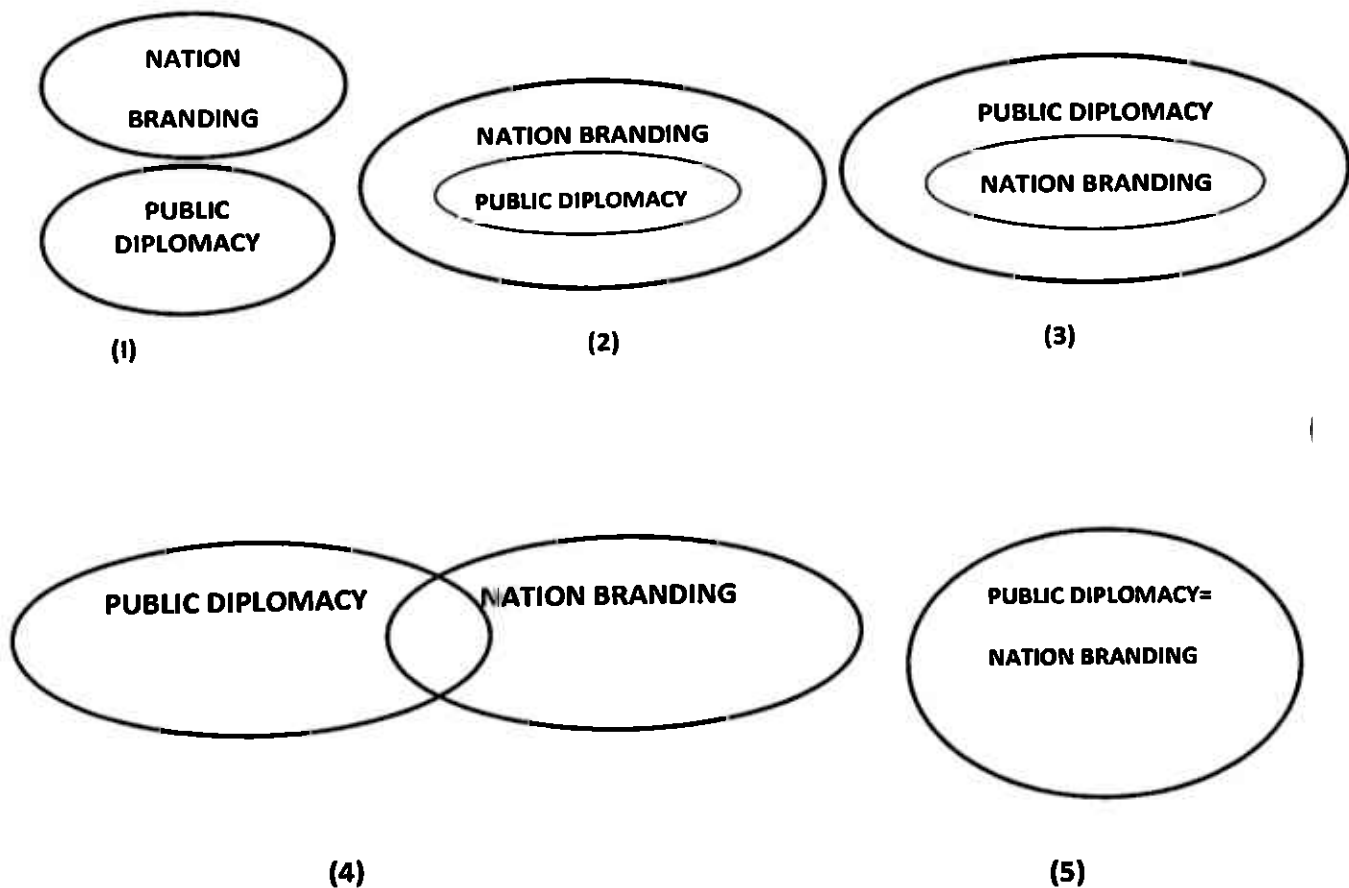 NATION
BRANDING
PUBLIC
DIPLOMACY
(1)
NATION BRANDING
PUBLIC DIPLOMACY
(2)
PUBLIC DIPLOMACY
NATION BRANDING
(3)
PUBLIC DIPLOMACY
NATION BRANDING
(4)
PUBLIC DIPLOMACY=
NATION BRANDING
(5)